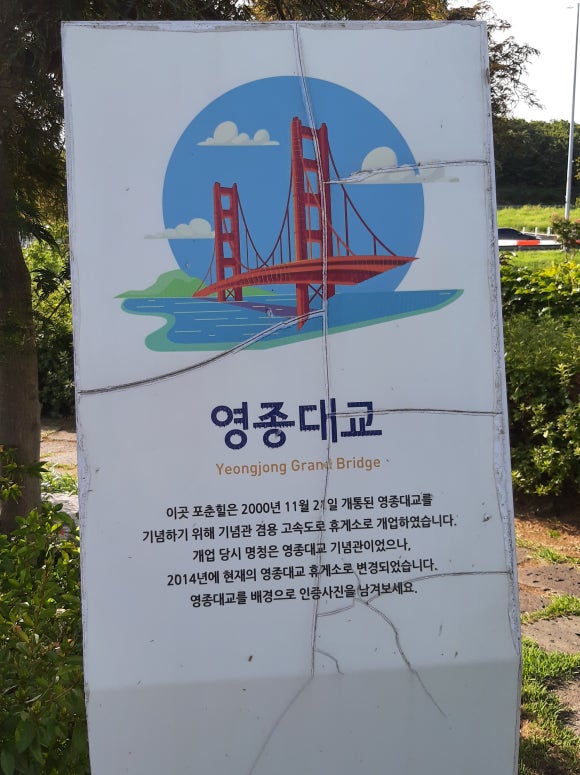 영종대교
Yeongjong Grand Bridge
이곳 포춘힐은 2000년 11월 21일 개통된 영종대교를
기념하기 위해 기념관 겸용 고속도로 휴게소로 개업하였습니다.
개업 당시 명칭은 영종대교 기념관이었으나,
2014년에 현재의 영종대교 휴게소로 변경되었습니다.
영종대교를 배경으로 인증사진을 남겨보세요.